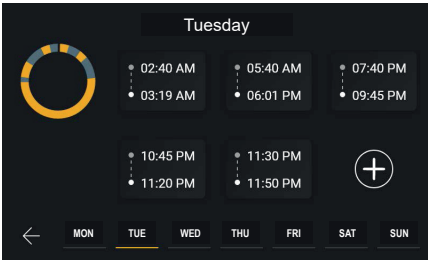 Tuesday
02:40 AM
03:19 AM
05:40 AM
06:01 PM
07:40 PM
09:45 PM
10:45 PM
11:20 PM
11:30 PM
11:50 PM
MON TUE WED THU FRI SAT SUN